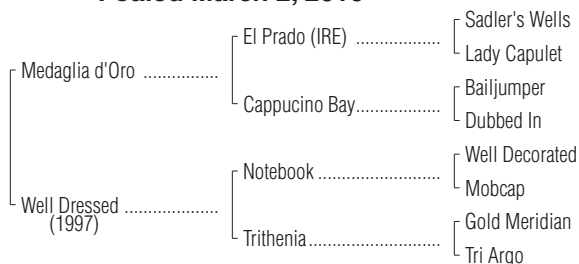 Foaled March 2,
Sadler's Wells
El Prado (IRE) ....................
Lady Capulet
Medaglia d'Oro ..................
Bailjumper
Cappucino Bay....................
Dubbed In
Well Decorated
Notebook ............................
Mobcap
Well Dressed ......................
(1997)
Gold Meridian
Trithenia..............................
Tri Argo